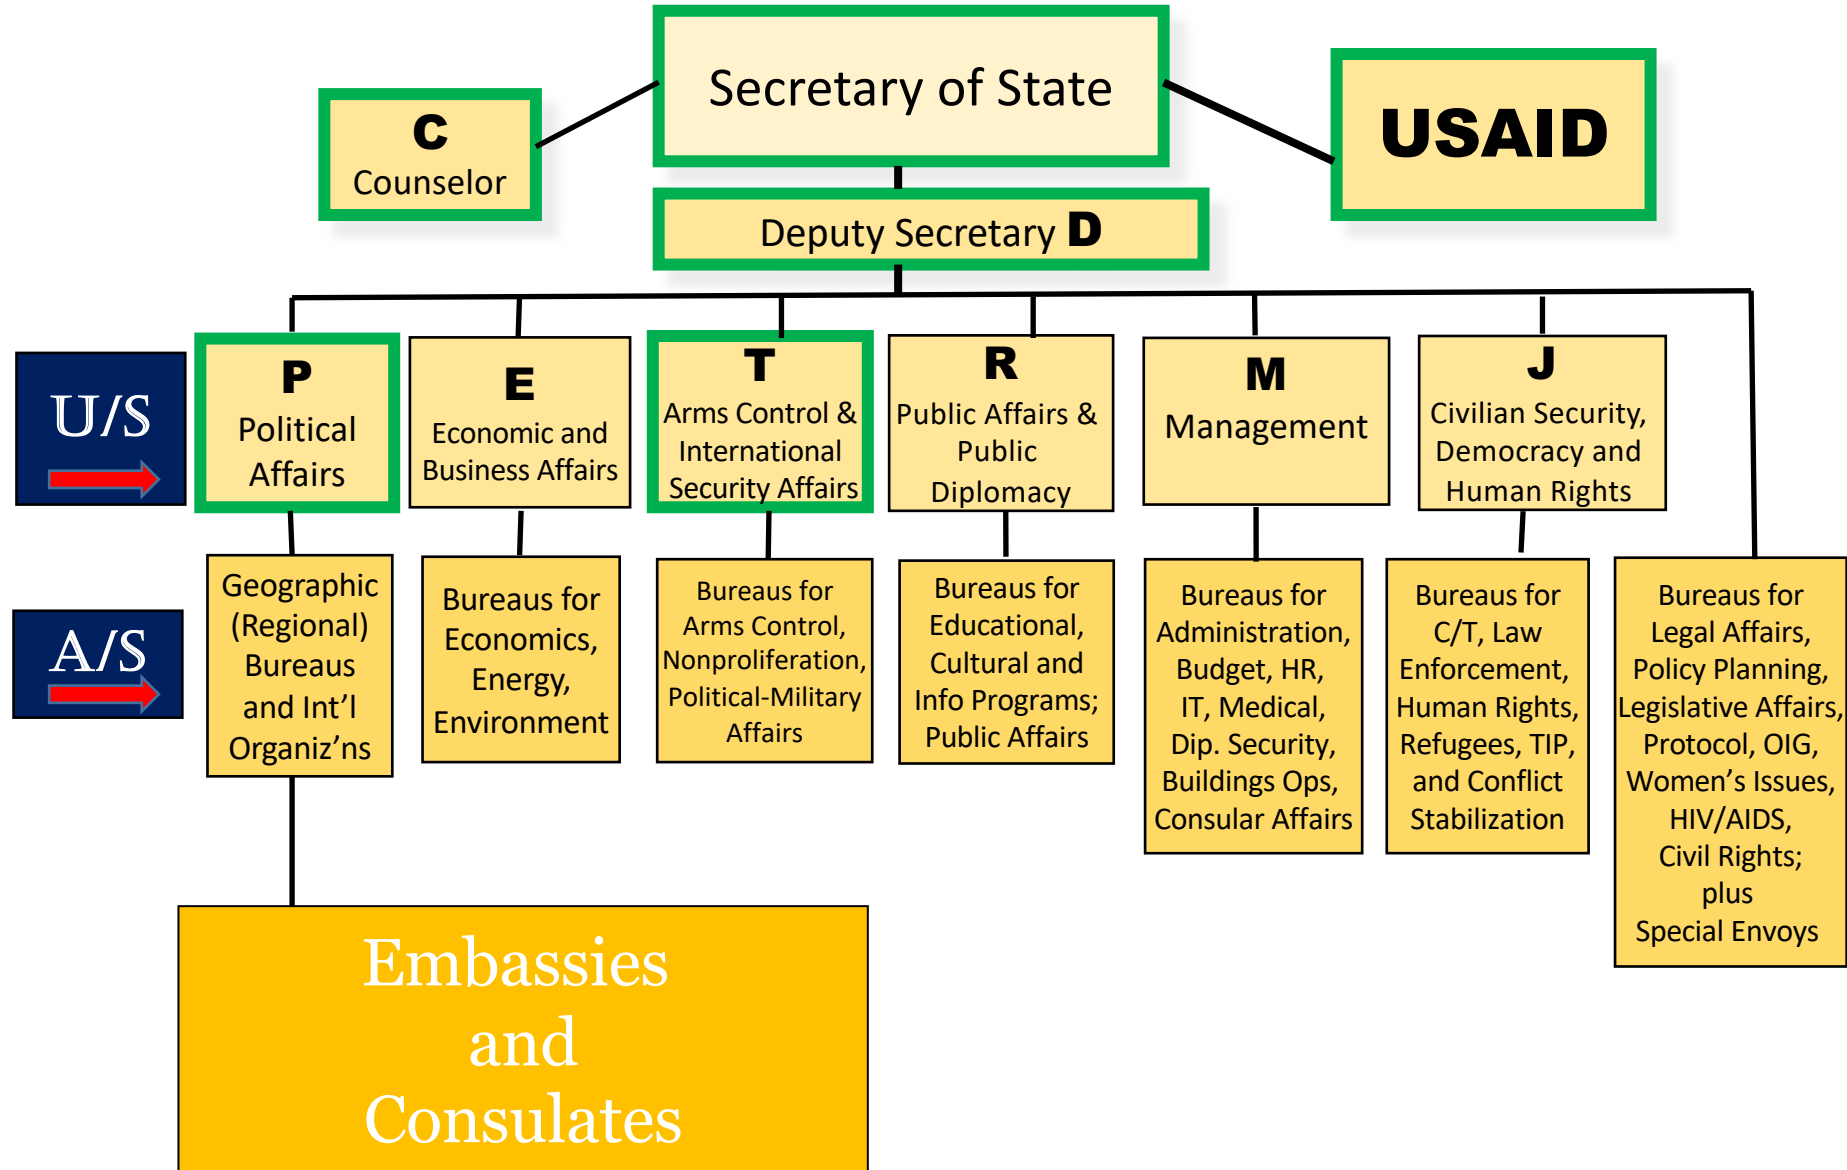 Secretary of State
C
Counselor
USAID
Deputy Secretary D
U/S
P
Political
Affairs
E
Economic and
Business Affairs
T
Arms Control &
International
Security Affairs
R
Public Affairs &
Public
Diplomacy
M
Management
J
Civilian Security,
Democracy and
Human Rights
A/S
Geographic
(Regional)
Bureaus
and Int’l
Organiz’ns
Bureaus for
Economics,
Energy,
Environment
Bureaus for
Arms Control,
Nonproliferation,
Political-Military
Affairs
Bureaus for
Educational,
Cultural and
Info Programs;
Public Affairs
Bureaus for
Administration,
Budget, HR,
IT, Medical,
Dip. Security,
Buildings Ops,
Consular Affairs
Bureaus for
C/T, Law
Enforcement,
Human Rights,
Refugees, TIP,
and Conflict
Stabilization
Bureaus for
Legal Affairs,
Policy Planning,
Legislative Affairs,
Protocol, OIG,
Women’s Issues,
HIV/AIDS,
Civil Rights;
plus
Special Envoys
Embassies
and
Consulates